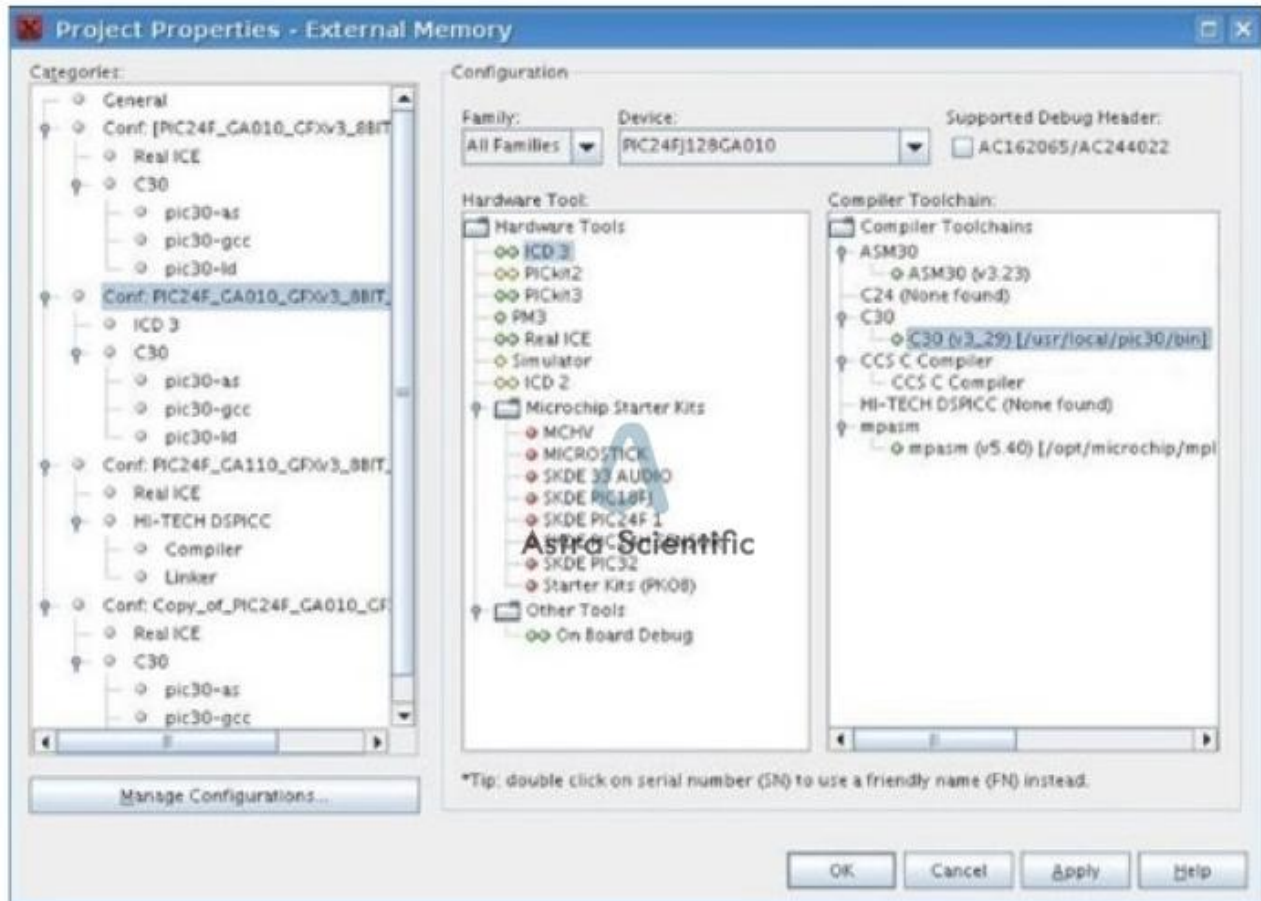 Project Properties - External Memory
Categories:
General
Conf: [PIC24F_GA010_GFXv3_8BIT
Real ICE
C30
pic30-as
pic30-gcc
pic30-ld
Conf: PIC24F_GA010_GFXv3_8BIT_
ICD 3
C30
pic30-as
pic30-gcc
pic30-ld
Conf: PIC24F_GA110_GFXv3_8BIT_
Real ICE
HI-TECH DSPICC
Compiler
Linker
Conf: Copy_of_PIC24F_GA010_GF
Real ICE
C30
pic30-as
pic30-gcc
Manage Configurations...
Configuration
Family:
All Families
Device:
PIC24FJ128GA010
Supported Debug Header:
AC162065/AC244022
Hardware Tool:
Hardware Tools
ICD 3
PICkit2
PICkit3
PM3
Real ICE
Simulator
ICD 2
Microchip Starter Kits
MCHV
MICROSTICK
SKDE 33 AUDIO
SKDE PIC18FJ
SKDE PIC24F 1
Astra Scientific
SKDE PIC32
Starter Kits (PKOB)
Other Tools
On Board Debug
Compiler Toolchain:
Compiler Toolchains
ASM30
ASM30 (v3.23)
C24 (None found)
C30
C30 (v3_29) [/usr/local/pic30/bin]
CCS C Compiler
CCS C Compiler
HI-TECH DSPICC (None found)
mpasm
mpasm (v5.40) [/opt/microchip/mpl
*Tip: double click on serial number (SN) to use a friendly name (FN) instead.
OK
Cancel
Apply
Help